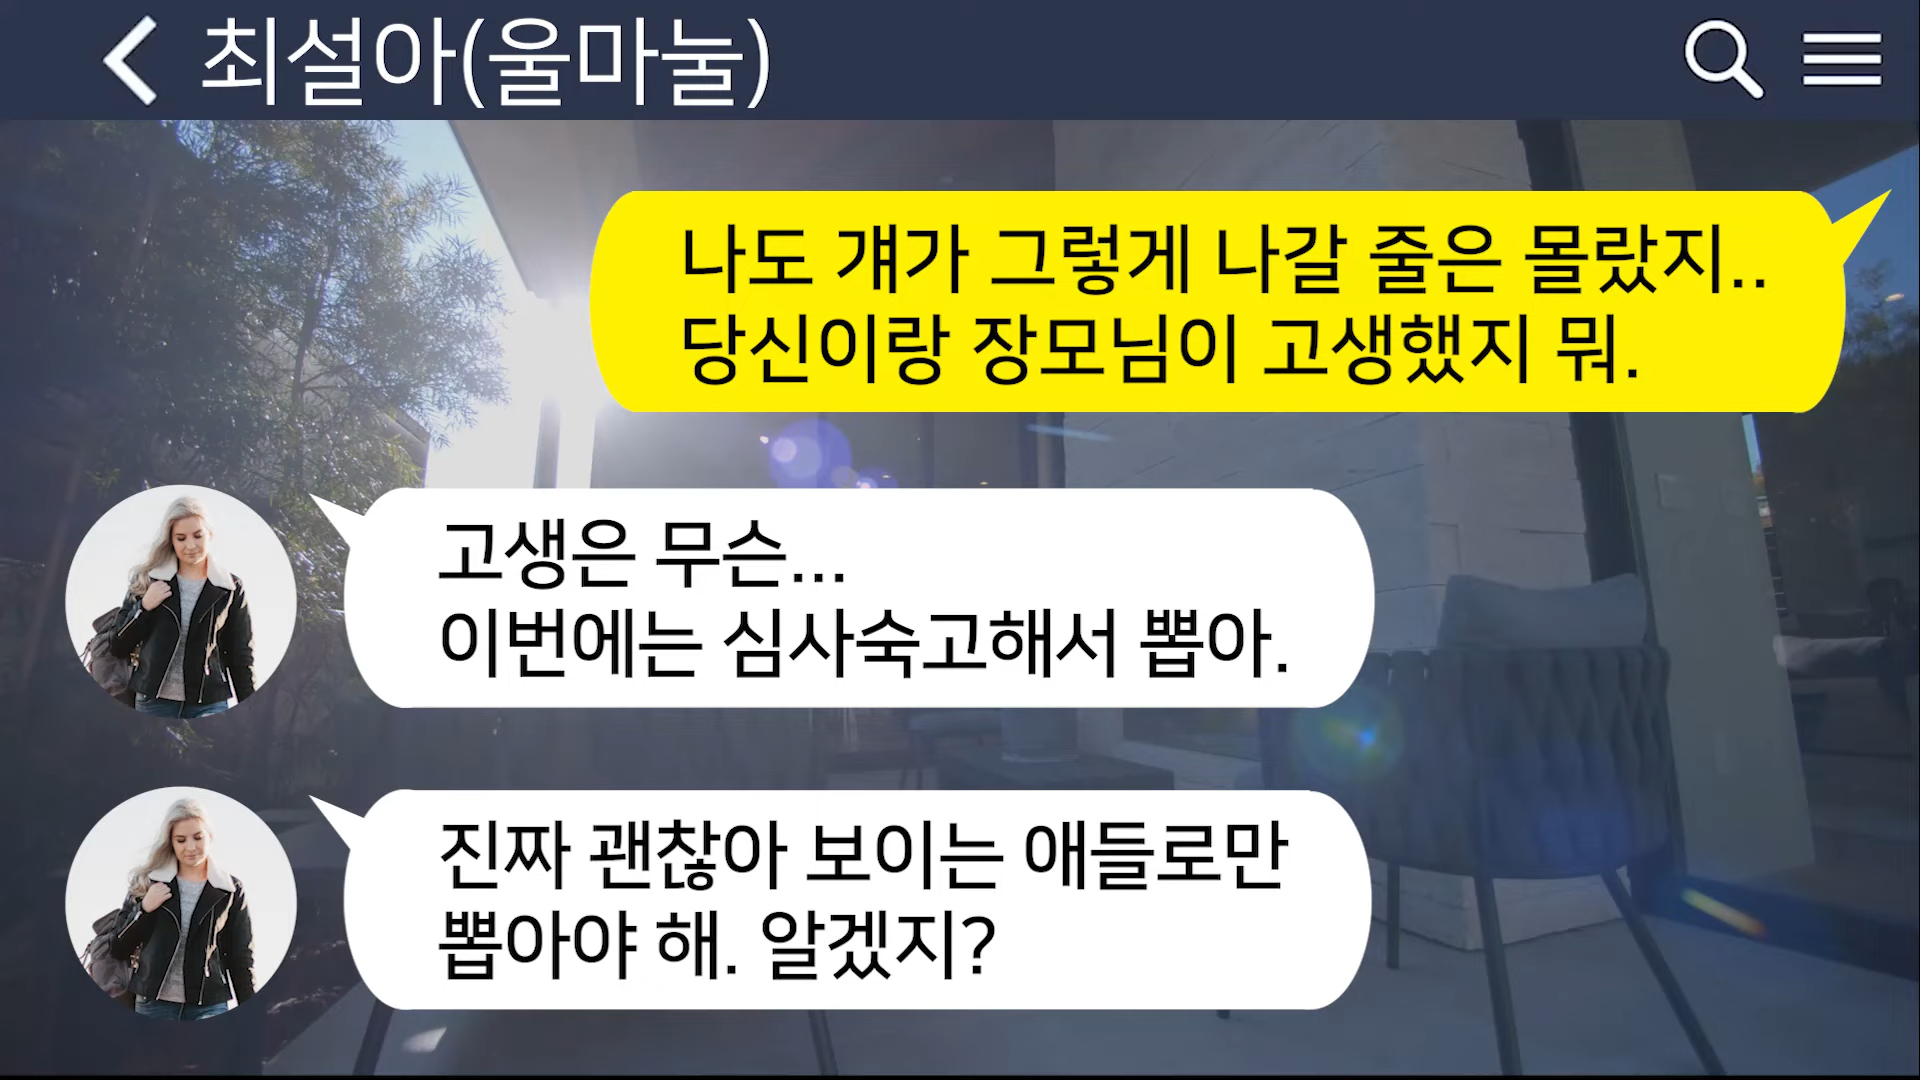 최설아(울마눌)
나도 걔가 그렇게 나갈 줄은 몰랐지..
당신이랑 장모님이 고생했지 뭐.
고생은 무슨...
이번에는 심사숙고해서 뽑아.
진짜 괜찮아 보이는 애들로만
뽑아야 해. 알겠지?